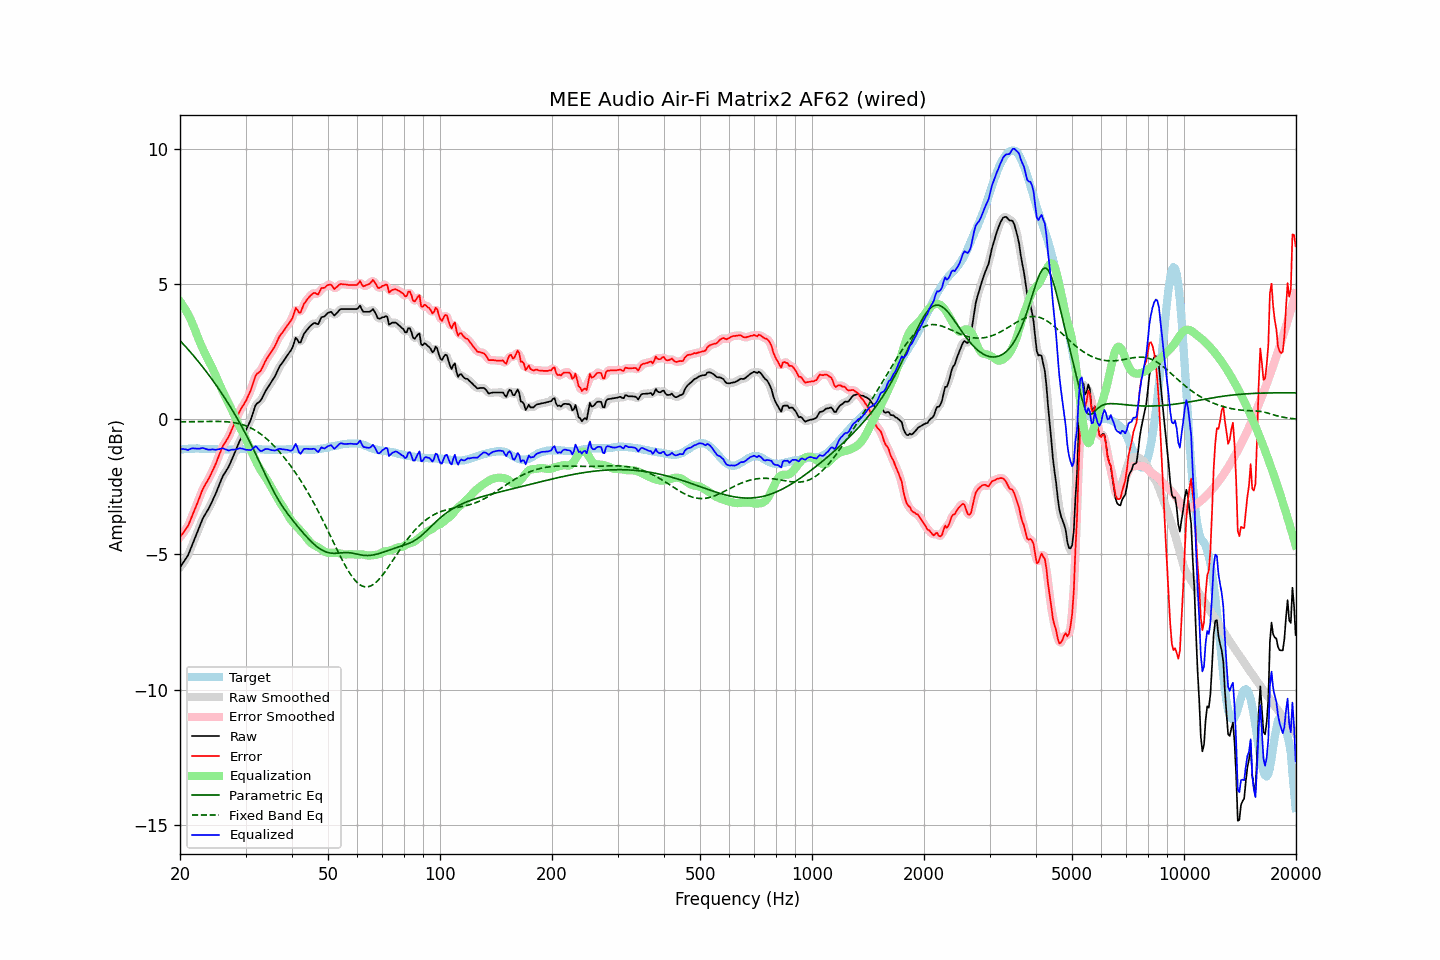 MEE Audio Air-Fi Matrix2 AF62 (wired)
Amplitude (dBr)
10
5
0
−5
−10
−15
Target
Raw Smoothed
Error Smoothed
Raw
Error
Equalization
Parametric Eq
Fixed Band Eq
Equalized
20 50 100 200 500 1000 2000 5000 10000 20000
Frequency (Hz)